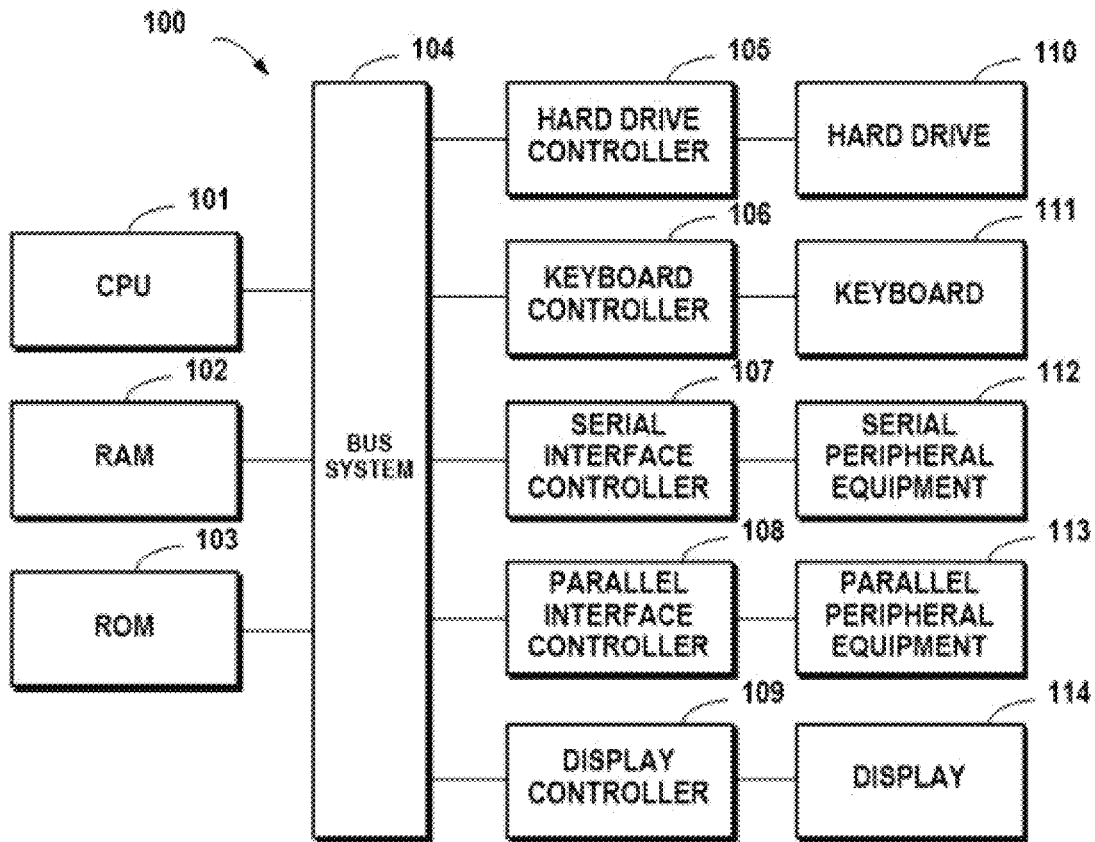 100
104
105
110
HARD DRIVE
CONTROLLER
HARD DRIVE
101
106
111
CPU
KEYBOARD
CONTROLLER
KEYBOARD
102
107
112
RAM
BUS
SYSTEM
SERIAL
INTERFACE
CONTROLLER
SERIAL
PERIPHERAL
EQUIPMENT
103
108
113
ROM
PARALLEL
INTERFACE
CONTROLLER
PARALLEL
PERIPHERAL
EQUIPMENT
109
114
DISPLAY
CONTROLLER
DISPLAY